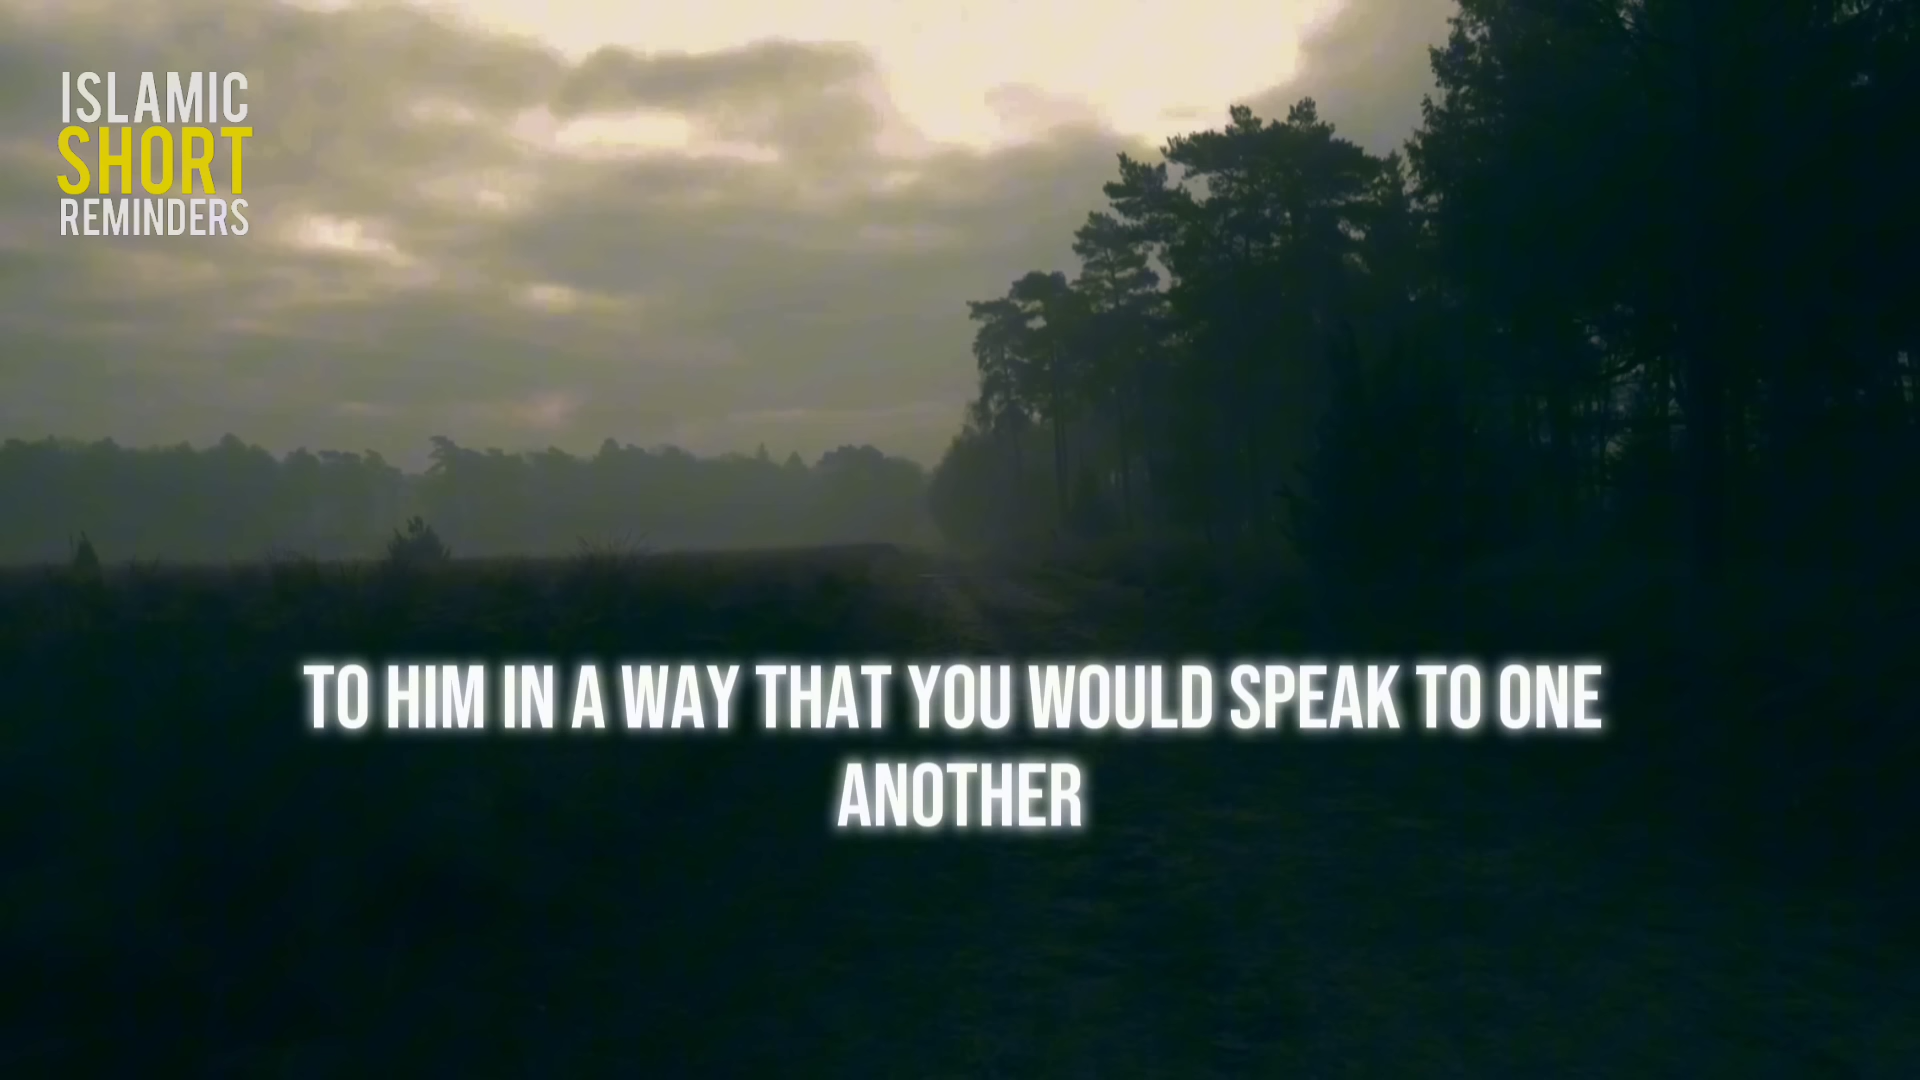 ISLAMIC
SHORT
REMINDERS
TO HIM IN A WAY THAT YOU WOULD SPEAK TO ONE
ANOTHER